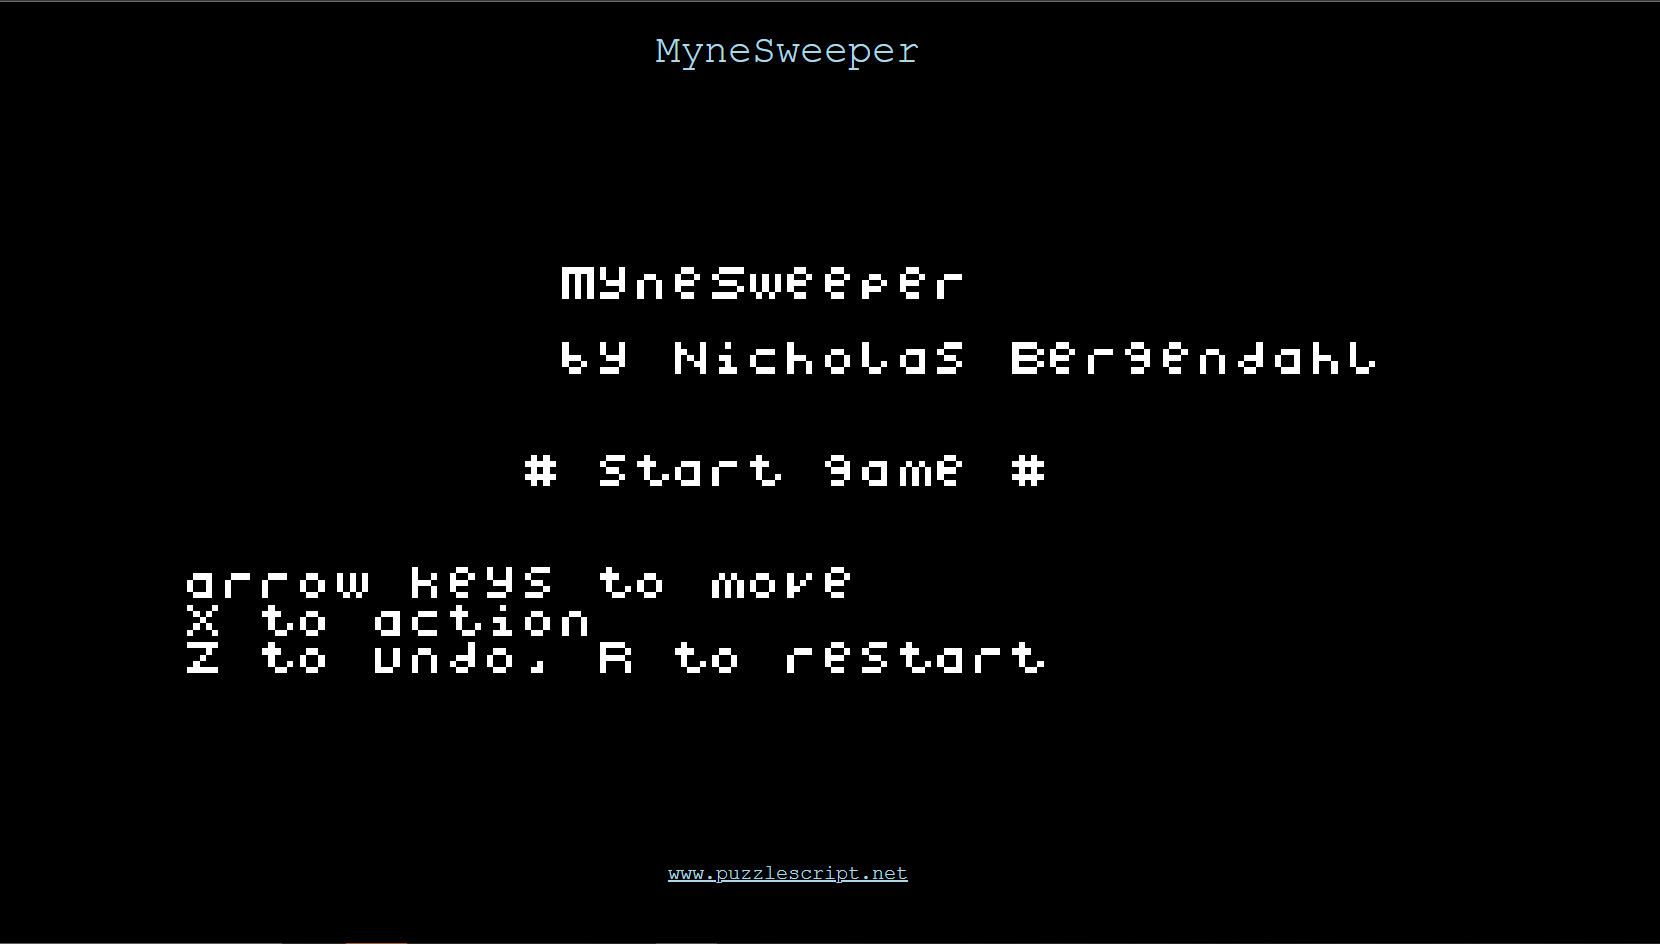 MyneSweeper
MyneSweeper
by Nicholas Bergendahl
# start game #
arrow keys to move
X to action
Z to undo, R to restart
www.puzzlescript.net